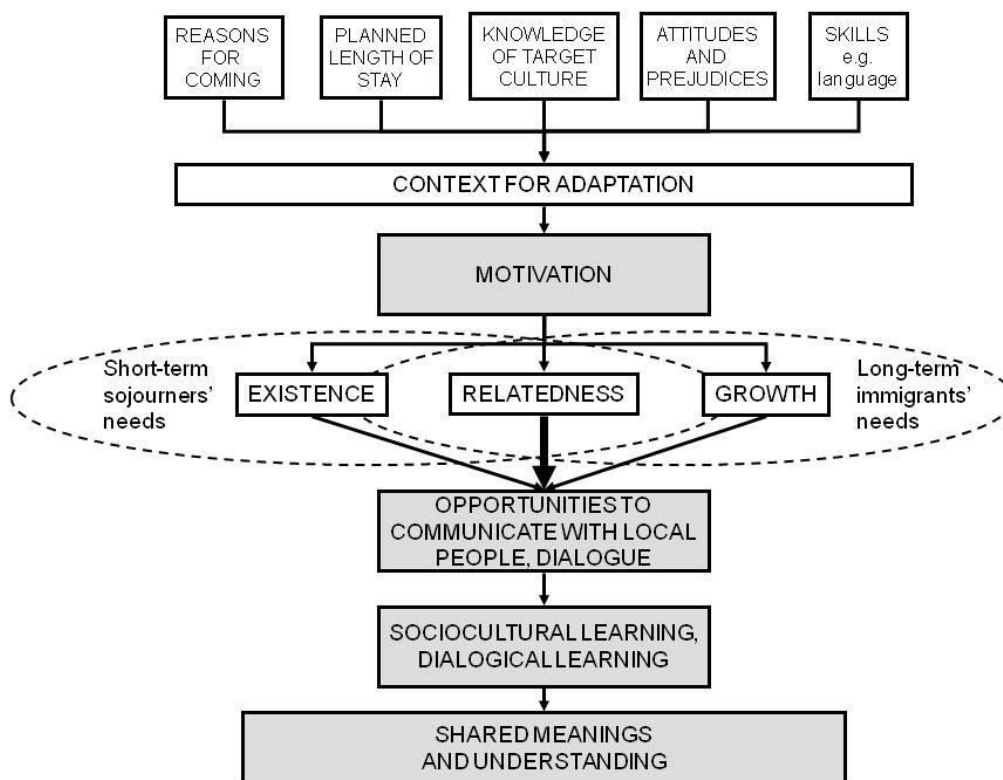 REASONS
FOR
COMING
PLANNED
LENGTH OF
STAY
KNOWLEDGE
OF TARGET
CULTURE
ATTITUDES
AND
PREJUDICES
SKILLS
e.g.
language
CONTEXT FOR ADAPTATION
MOTIVATION
Short-term
sojourners'
needs
EXISTENCE
RELATEDNESS
GROWTH
Long-term
immigrants'
needs
OPPORTUNITIES TO
COMMUNICATE WITH LOCAL
PEOPLE, DIALOGUE
SOCIOCULTURAL LEARNING,
DIALOGICAL LEARNING
SHARED MEANINGS
AND UNDERSTANDING